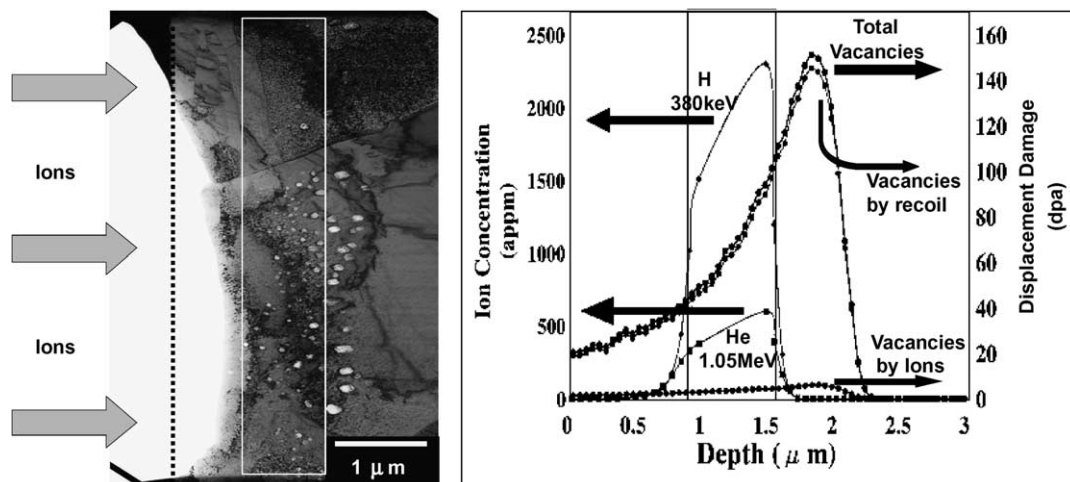 Ions
Ions
1 μm
2500
2000
1500
1000
500
0
Ion Concentration
(appm)
H
380keV
He
1.05MeV
Total
Vacancies
Vacancies
by recoil
Vacancies
by Ions
160
140
120
100
80
60
40
20
0
Displacement Damage
(dpa)
0 0.5 1 1.5 2 2.5 3
Depth (μm)